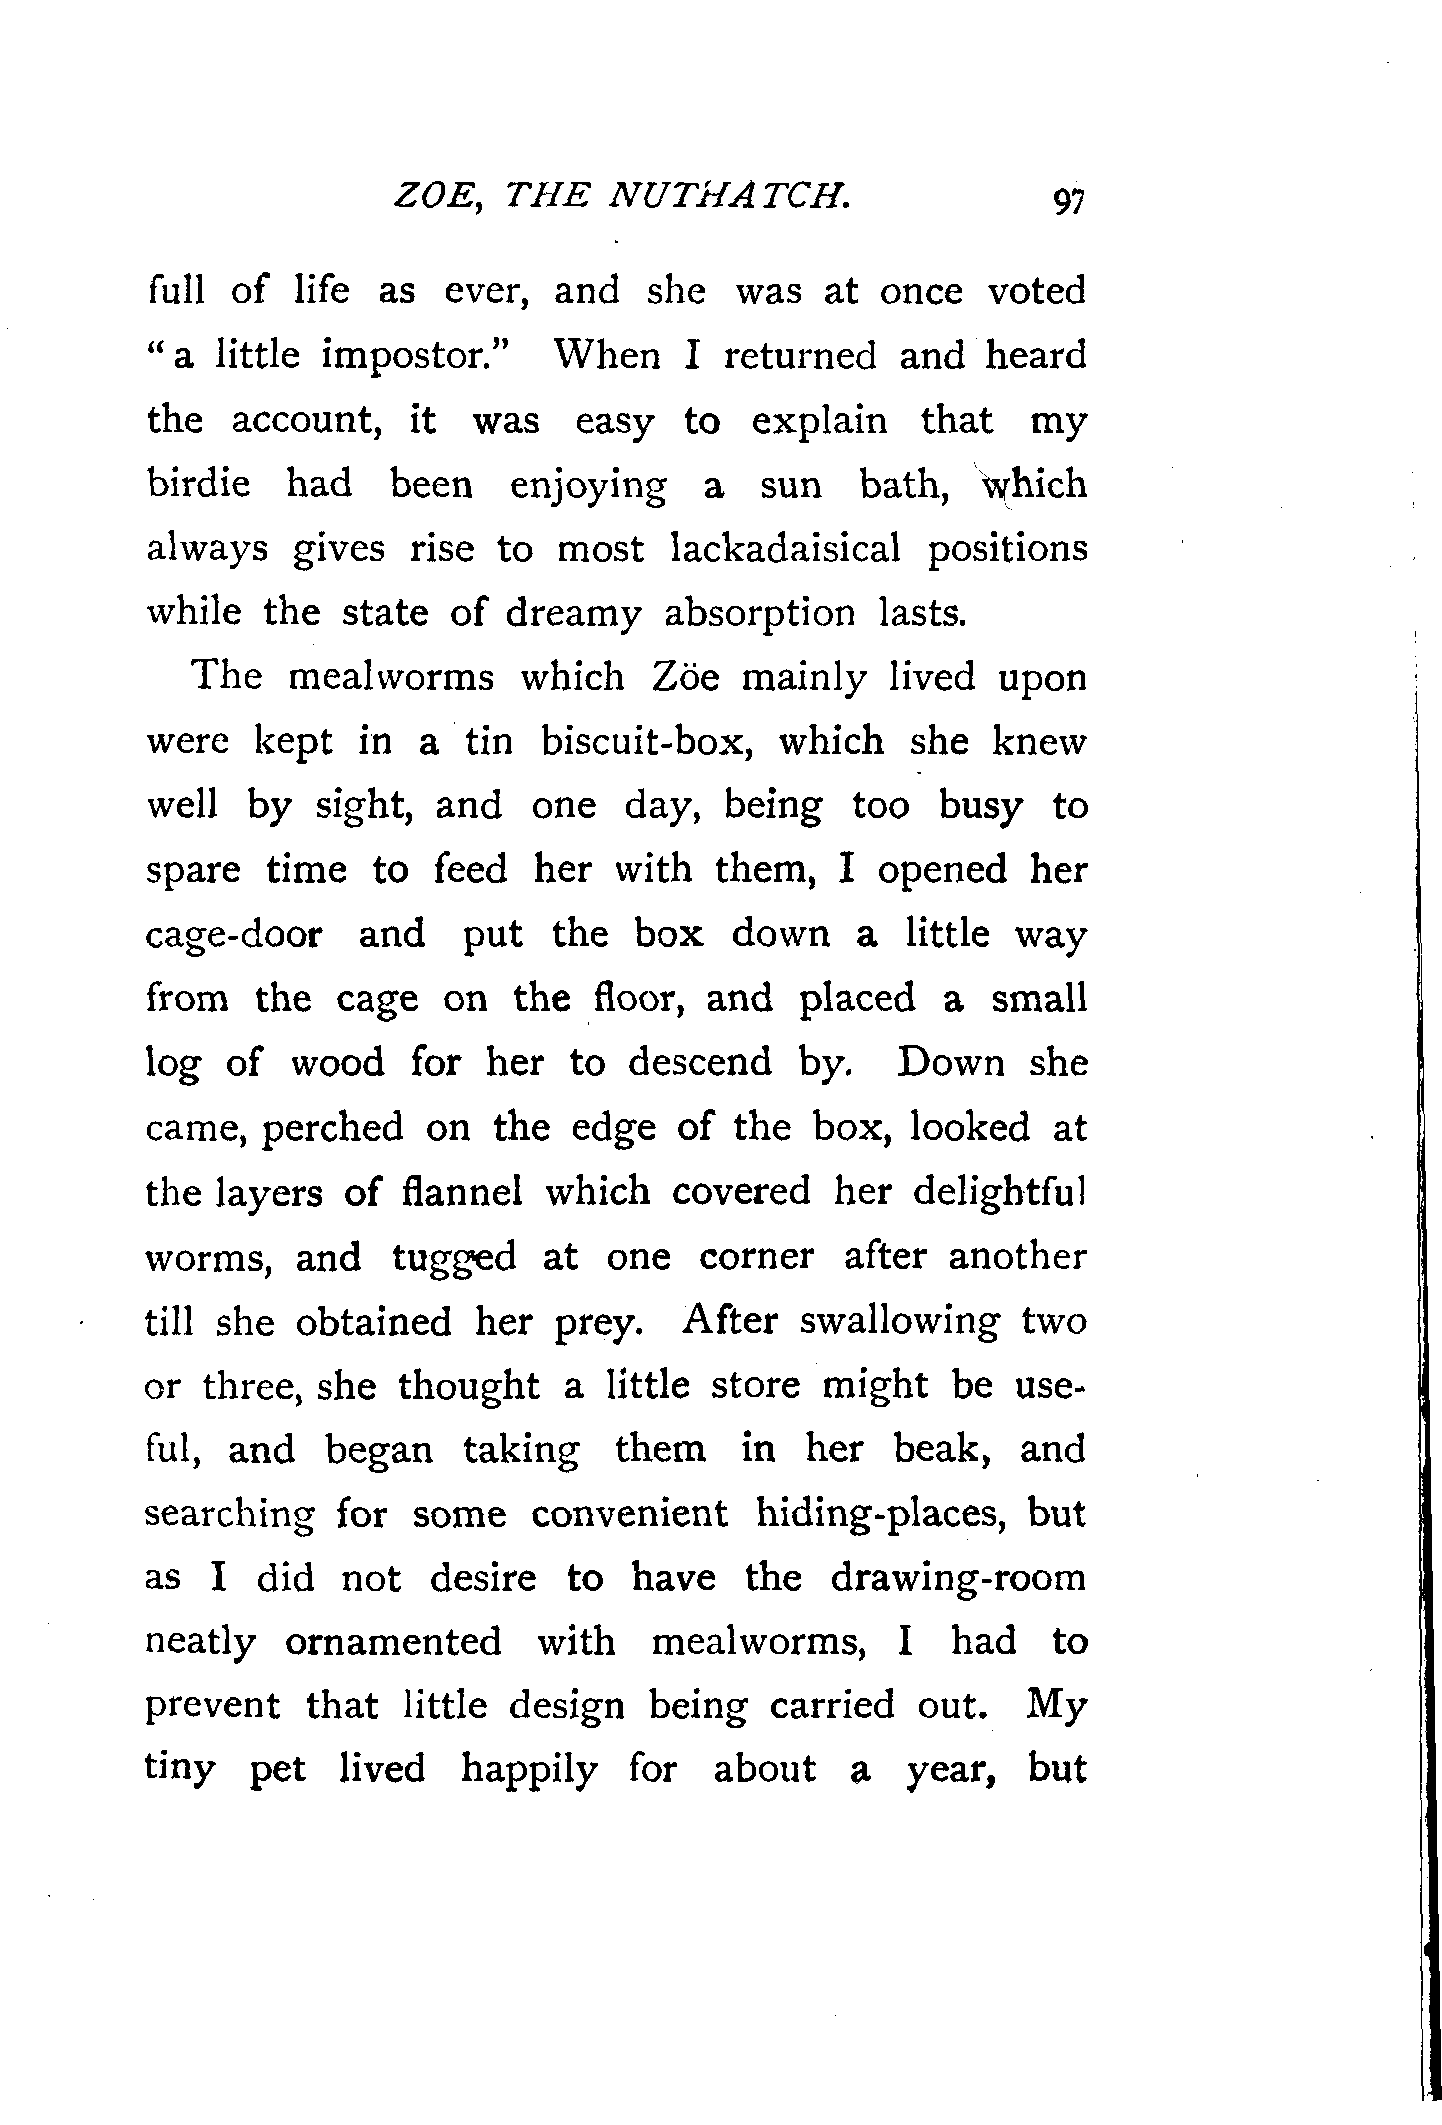 ZOE, THE NUTHATCH. 97
full of life as ever, and she was at once voted
“ a little impostor.” When I returned and heard
the account, it was easy to explain that my
birdie had been enjoying a sun bath, which
always gives rise to most lackadaisical positions
while the state of dreamy absorption lasts.
The mealworms which Zöe mainly lived upon
were kept in a tin biscuit-box, which she knew
well by sight, and one day, being too busy to
spare time to feed her with them, I opened her
cage-door and put the box down a little way
from the cage on the floor, and placed a small
log of wood for her to descend by. Down she
came, perched on the edge of the box, looked at
the layers of flannel which covered her delightful
worms, and tugged at one corner after another
till she obtained her prey. After swallowing two
or three, she thought a little store might be use-
ful, and began taking them in her beak, and
searching for some convenient hiding-places, but
as I did not desire to have the drawing-room
neatly ornamented with mealworms, I had to
prevent that little design being carried out. My
tiny pet lived happily for about a year, but